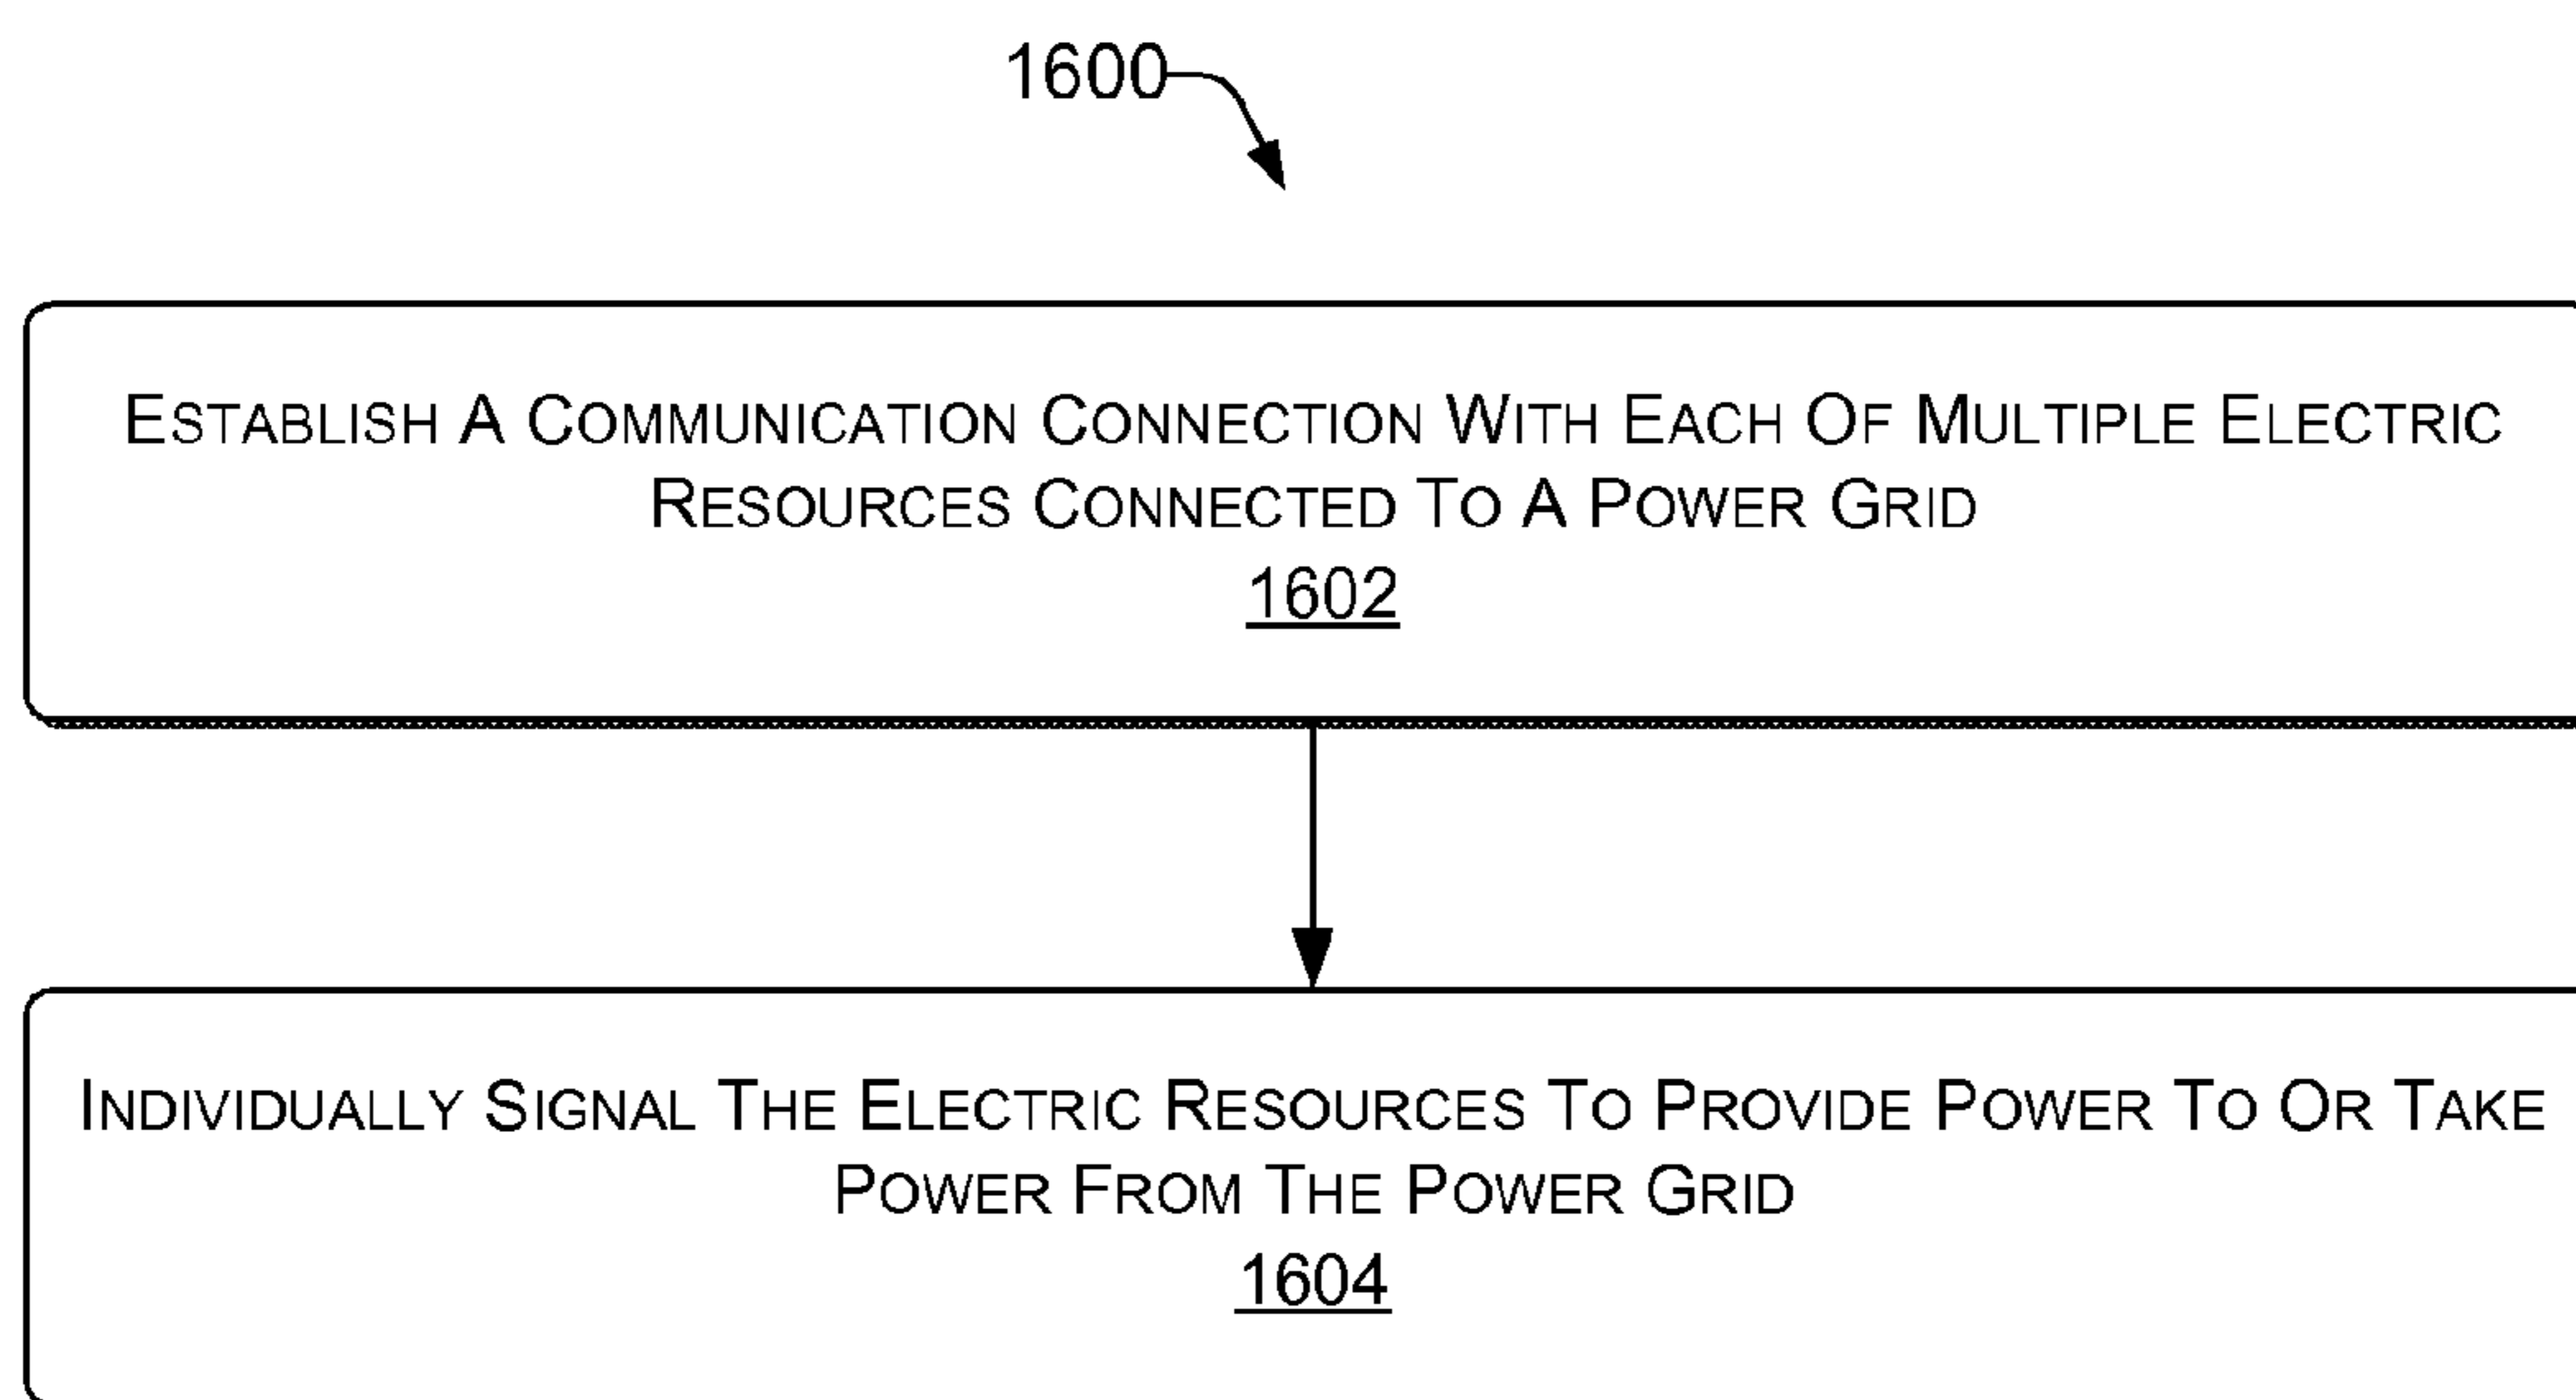 1600
ESTABLISH A COMMUNICATION CONNECTION WITH EACH OF MULTIPLE ELECTRIC
RESOURCES CONNECTED TO A POWER GRID
1602
INDIVIDUALLY SIGNAL THE ELECTRIC RESOURCES TO PROVIDE POWER TO OR TAKE
POWER FROM THE POWER GRID
1604